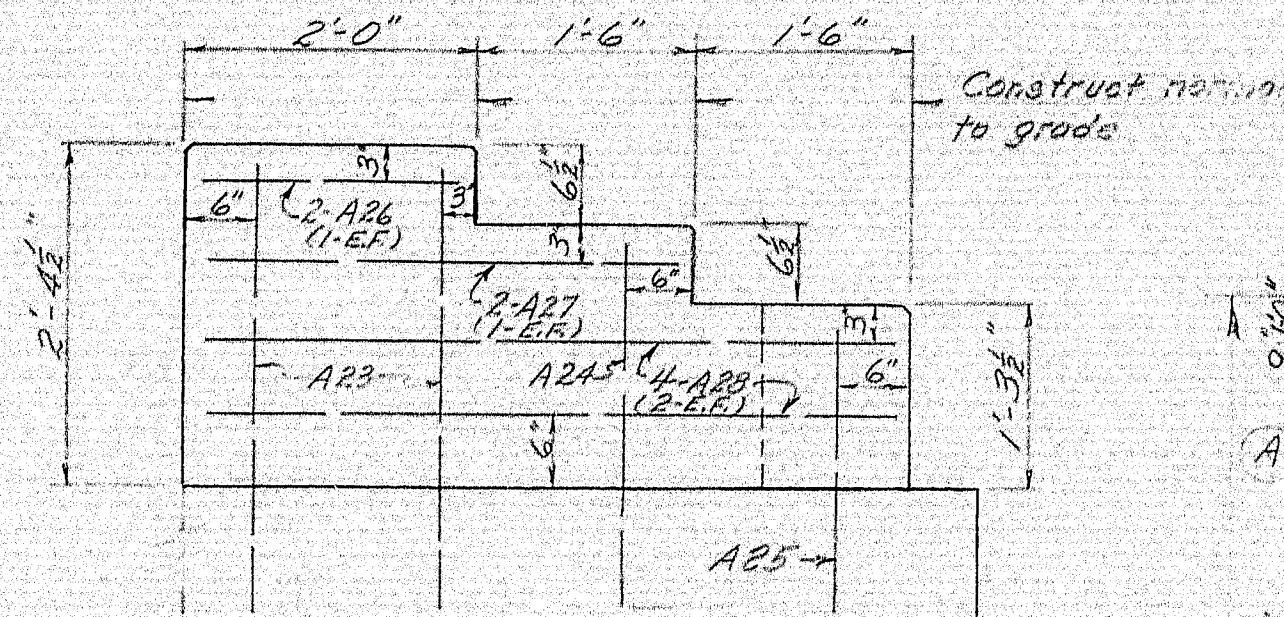 2'-0"
1'-6"
1'-6"
Construct
to grade
3"
6½"
6"
2-A26
(1-E.F.)
3"
2'-4½"
3"
6½"
6"
2-A27
(1-E.F.)
3"
A23
A24
4-A28
(2-E.F.)
6"
1'-3½"
6"
A25
A